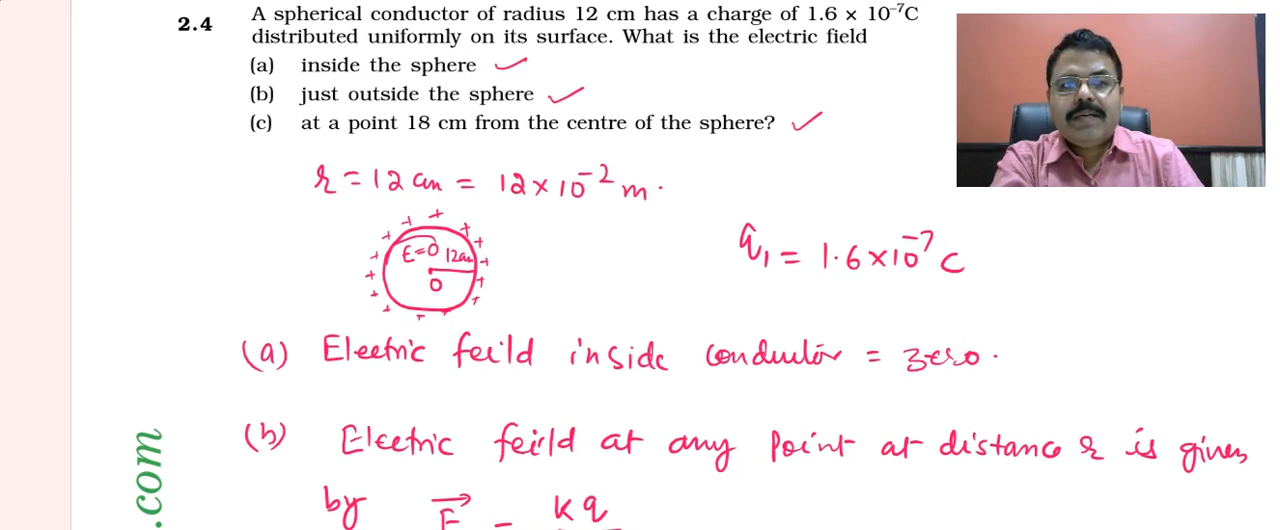 2.4 A spherical conductor of radius 12 cm has a charge of 1.6 × 10⁻⁷C
distributed uniformly on its surface. What is the electric field
(a) inside the sphere
(b) just outside the sphere
(c) at a point 18 cm from the centre of the sphere?
r = 12 cm = 12 × 10⁻² m.
E=0 12cm
O
q₁ = 1.6×10⁻⁷ C
(a) Electric feild inside conductor = zero.
(b) Electric feild at any point at distance r is given
by E⃗ = kq
.com